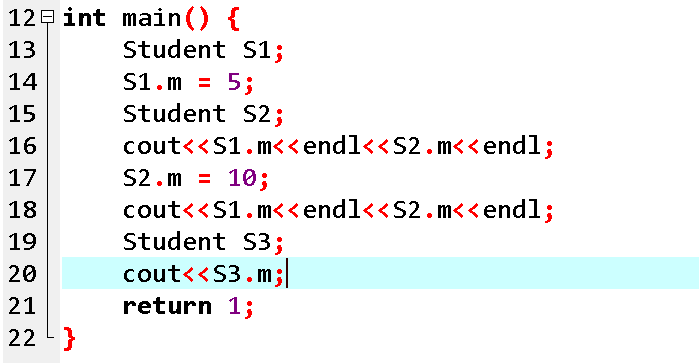 12 int main() {
13 Student S1;
14 S1.m = 5;
15 Student S2;
16 cout<<S1.m<<endl<<S2.m<<endl;
17 S2.m = 10;
18 cout<<S1.m<<endl<<S2.m<<endl;
19 Student S3;
20 cout<<S3.m;
21 return 1;
22 }